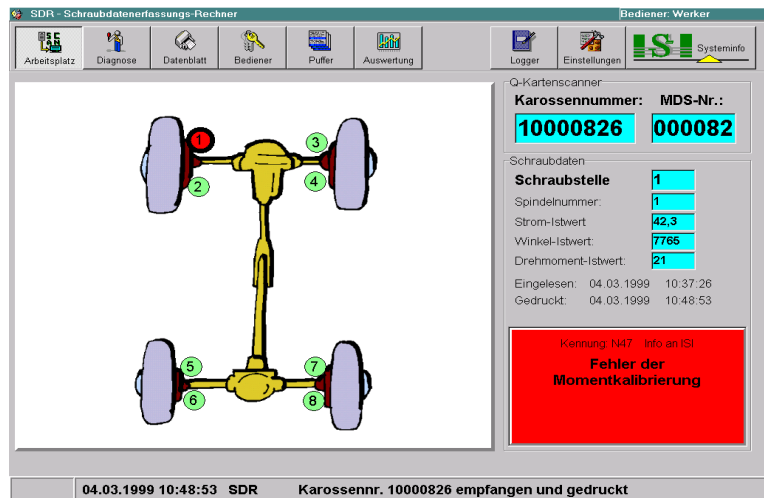 SDR - Schraubdatenerfassungs-Rechner
Bediener: Werker
Arbeitsplatz
Diagnose
Datenblatt
Bediener
Puffer
Auswertung
Logger
Einstellungen
S
Systeminfo
Q-Kartenscanner
Karossennummer: MDS-Nr.:
10000826 000082
Schraubdaten
Schraubstelle 1
Spindelnummer: 1
Strom-Istwert 42,3
Winkel-Istwert: 7765
Drehmoment-Istwert: 21
Eingelesen: 04.03.1999 10:37:26
Gedruckt: 04.03.1999 10:48:53
Kennung: N47 Info an ISI
Fehler der
Momentkalibrierung
1
2
3
4
5
6
7
8
04.03.1999 10:48:53 SDR Karossennr. 10000826 empfangen und gedruckt